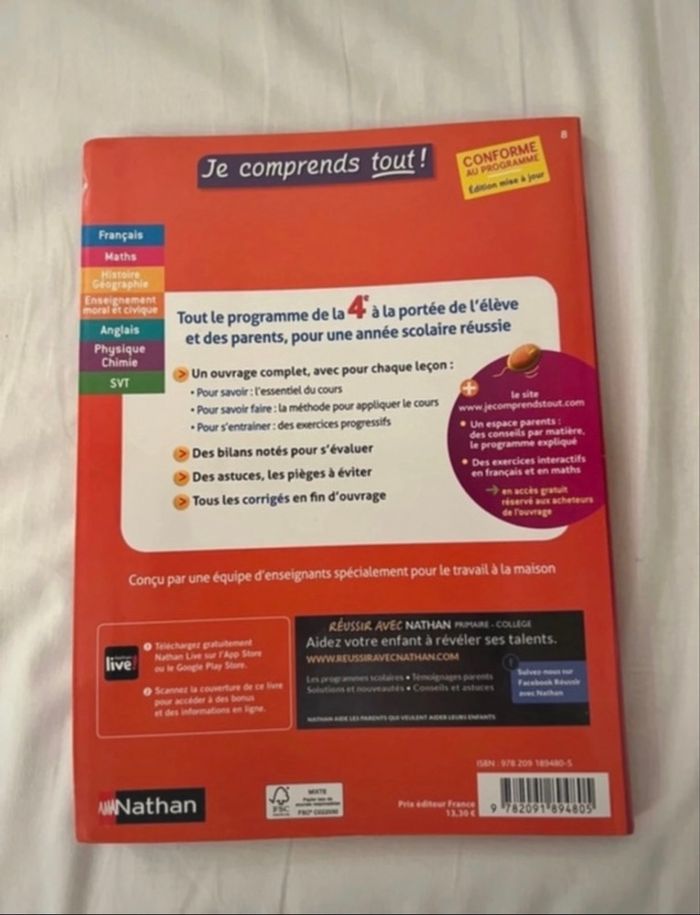 8
Je comprends tout !
CONFORME
AU PROGRAMME
Édition mise à jour
Français
Maths
Histoire
Géographie
Enseignement
moral et civique
Anglais
Physique
Chimie
SVT
Tout le programme de la 4e à la portée de l'élève
et des parents, pour une année scolaire réussie
> Un ouvrage complet, avec pour chaque leçon :
• Pour savoir : l'essentiel du cours
• Pour savoir faire : la méthode pour appliquer le cours
• Pour s'entrainer : des exercices progressifs
> Des bilans notés pour s'évaluer
> Des astuces, les pièges à éviter
> Tous les corrigés en fin d'ouvrage
+
le site
www.jecomprendstout.com
• Un espace parents :
des conseils par matière,
le programme expliqué
• Des exercices interactifs
en français et en maths
→ en accès gratuit
réservé aux acheteurs
de l'ouvrage
Conçu par une équipe d'enseignants spécialement pour le travail à la maison
Nathan
live!
1 Téléchargez gratuitement
Nathan Live sur l'App Store
ou le Google Play Store.
2 Scannez la couverture de ce livre
pour accéder à des bonus
et des informations en ligne.
RÉUSSIR AVEC NATHAN PRIMAIRE - COLLÈGE
Aidez votre enfant à révéler ses talents.
WWW.REUSSIRAVECNATHAN.COM
Les programmes scolaires • Témoignages parents
Solutions et nouveautés • Conseils et astuces
f
Suivez-nous sur
Facebook Réussir
avec Nathan
NATHAN AIDE LES PARENTS QUI VEULENT AIDER LEURS ENFANTS
Nathan
FSC
MIXTE
Papier issu de
sources responsables
ISBN : 978 209 189480-5
Prix éditeur France
13,30 €
9 782091 894805